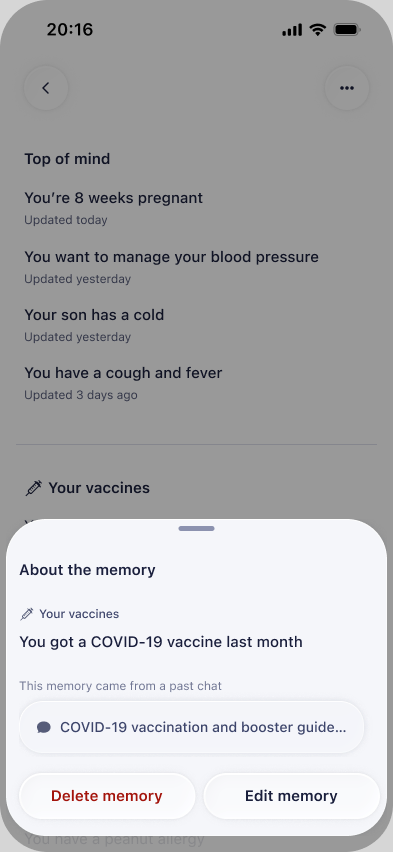 20:16
Top of mind
You’re 8 weeks pregnant
Updated today
You want to manage your blood pressure
Updated yesterday
Your son has a cold
Updated yesterday
You have a cough and fever
Updated 3 days ago
Your vaccines
About the memory
Your vaccines
You got a COVID-19 vaccine last month
This memory came from a past chat
COVID-19 vaccination and booster guide...
Delete memory
Edit memory
You have a peanut allergy